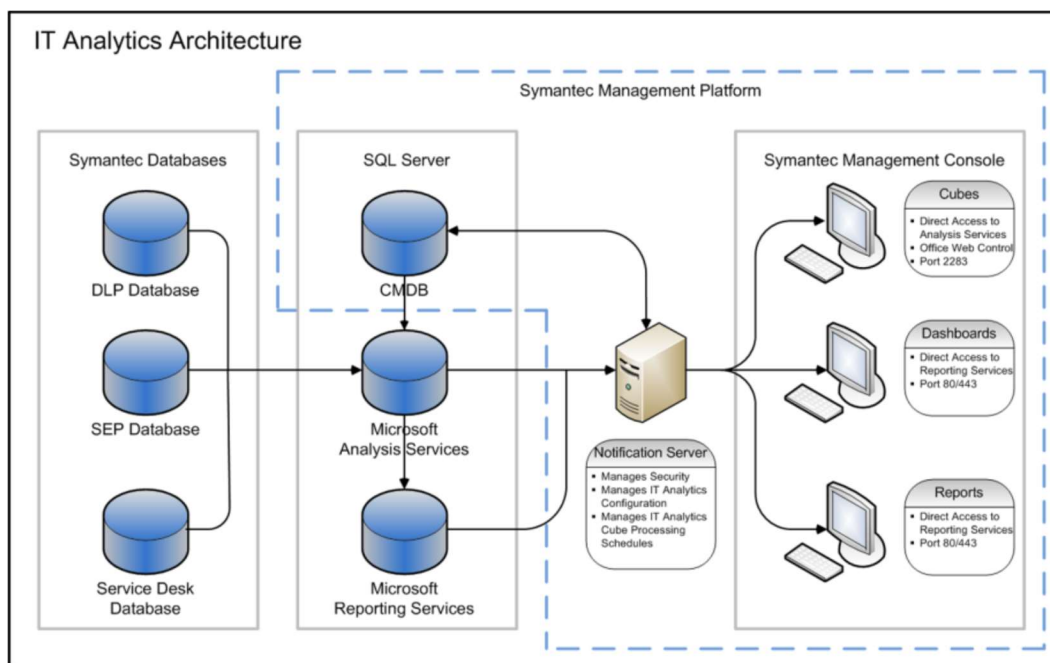 IT Analytics Architecture
Symantec Management Platform
Symantec Databases
DLP Database
SEP Database
Service Desk
Database
SQL Server
CMDB
Microsoft
Analysis Services
Microsoft
Reporting Services
Notification Server
▪ Manages Security
▪ Manages IT Analytics
Configuration
▪ Manages IT Analytics
Cube Processing
Schedules
Symantec Management Console
Cubes
▪ Direct Access to
Analysis Services
▪ Office Web Control
▪ Port 2283
Dashboards
▪ Direct Access to
Reporting Services
▪ Port 80/443
Reports
▪ Direct Access to
Reporting Services
▪ Port 80/443